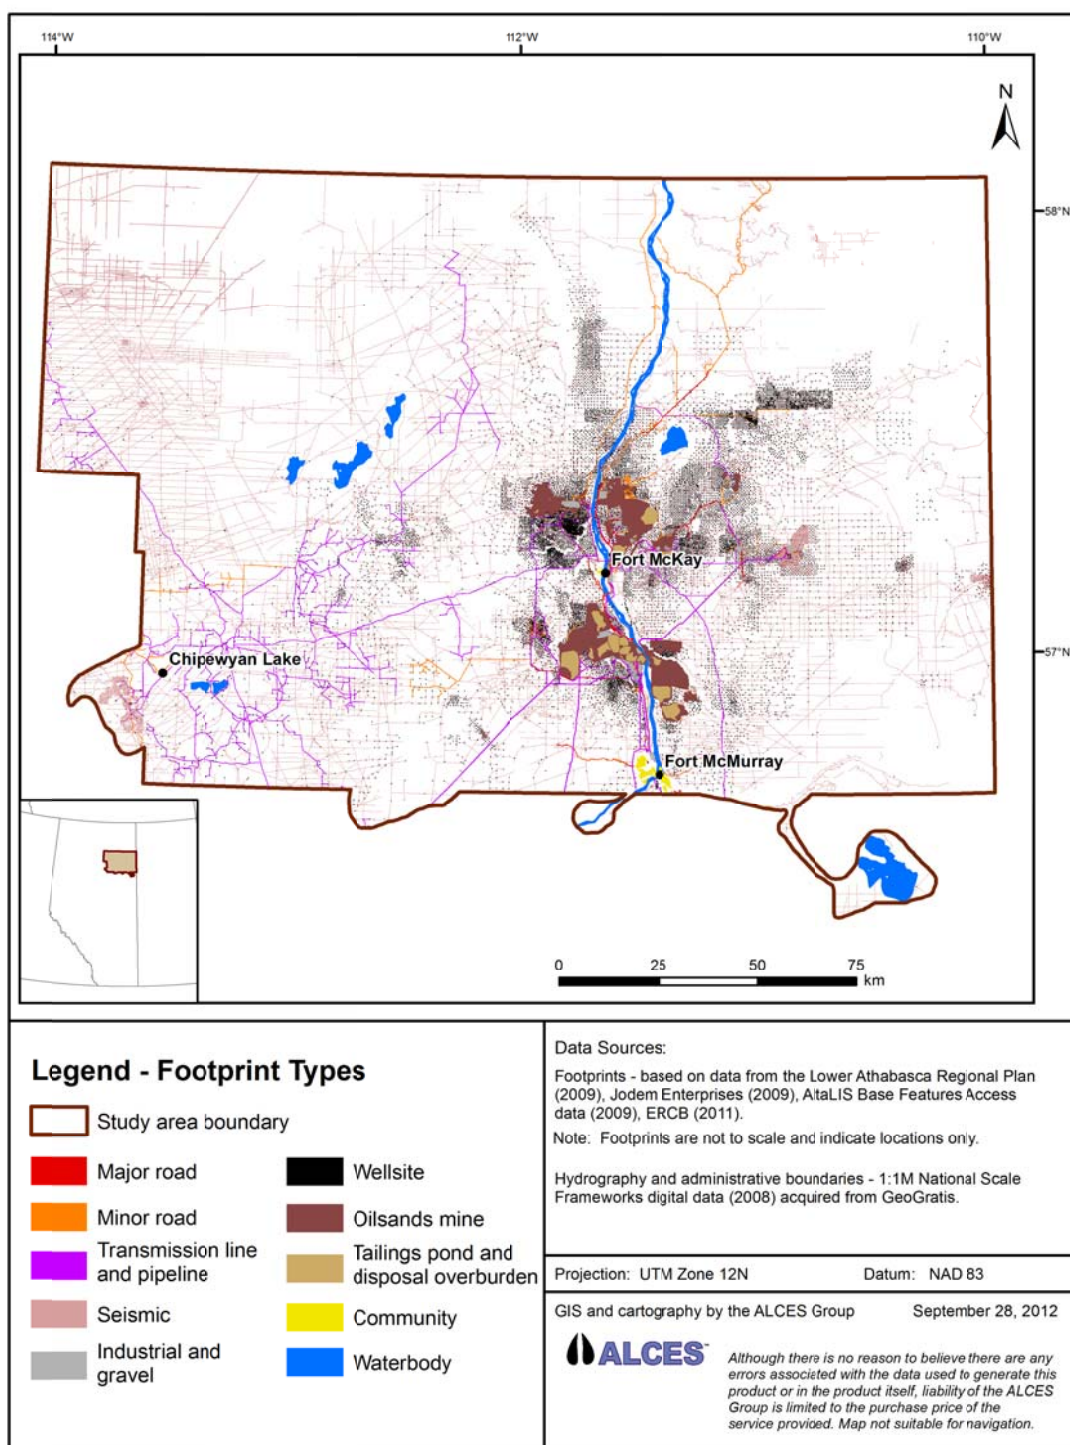 114°W
112°W
110°W
N
58°N
Fort McKay
57°N
Chipewyan Lake
Fort McMurray
0 25 50 75
km
Legend - Footprint Types
Study area boundary
Major road
Minor road
Transmission line
and pipeline
Seismic
Industrial and
gravel
Wellsite
Oilsands mine
Tailings pond and
disposal overburden
Community
Waterbody
Data Sources:
Footprints - based on data from the Lower Athabasca Regional Plan
(2009), Jodem Enterprises (2009), AltaLIS Base Features Access
data (2009), ERCB (2011).
Note: Footprints are not to scale and indicate locations only.
Hydrography and administrative boundaries - 1:1M National Scale
Frameworks digital data (2008) acquired from GeoGratis.
Projection: UTM Zone 12N Datum: NAD 83
GIS and cartography by the ALCES Group September 28, 2012
ALCES™
Although there is no reason to believe there are any
errors associated with the data used to generate this
product or in the product itself, liability of the ALCES
Group is limited to the purchase price of the
service provided. Map not suitable for navigation.